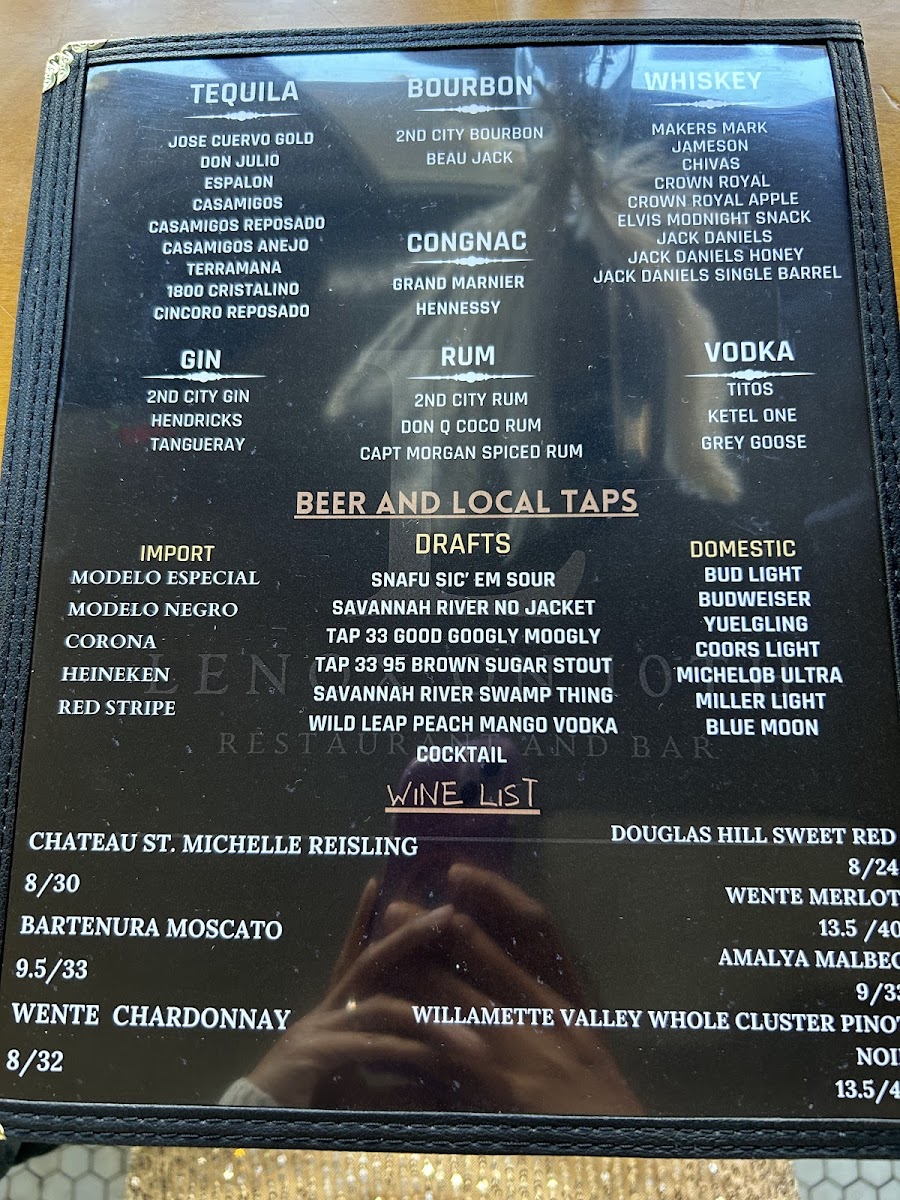 TEQUILA
JOSE CUERVO GOLD
DON JULIO
ESPALON
CASAMIGOS
CASAMIGOS REPOSADO
CASAMIGOS ANEJO
TERRAMANA
1800 CRISTALINO
CINCORO REPOSADO
BOURBON
2ND CITY BOURBON
BEAU JACK
CONGNAC
GRAND MARNIER
HENNESSY
WHISKEY
MAKERS MARK
JAMESON
CHIVAS
CROWN ROYAL
CROWN ROYAL APPLE
ELVIS MODNIGHT SNACK
JACK DANIELS
JACK DANIELS HONEY
JACK DANIELS SINGLE BARREL
GIN
2ND CITY GIN
HENDRICKS
TANGUERAY
RUM
2ND CITY RUM
DON Q COCO RUM
CAPT MORGAN SPICED RUM
VODKA
TITOS
KETEL ONE
GREY GOOSE
BEER AND LOCAL TAPS
IMPORT
MODELO ESPECIAL
MODELO NEGRO
CORONA
HEINEKEN
RED STRIPE
DRAFTS
SNAFU SIC' EM SOUR
SAVANNAH RIVER NO JACKET
TAP 33 GOOD GOOGLY MOOGLY
TAP 33 95 BROWN SUGAR STOUT
SAVANNAH RIVER SWAMP THING
WILD LEAP PEACH MANGO VODKA
COCKTAIL
DOMESTIC
BUD LIGHT
BUDWEISER
YUELGLING
COORS LIGHT
MICHELOB ULTRA
MILLER LIGHT
BLUE MOON
LENOX ON 10TH
RESTAURANT AND BAR
WINE LIST
CHATEAU ST. MICHELLE REISLING
8/30
BARTENURA MOSCATO
9.5/33
WENTE CHARDONNAY
8/32
DOUGLAS HILL SWEET RED
8/24
WENTE MERLOT
13.5 /40
AMALYA MALBEC
9/33
WILLAMETTE VALLEY WHOLE CLUSTER PINOT
NOI
13.5/4